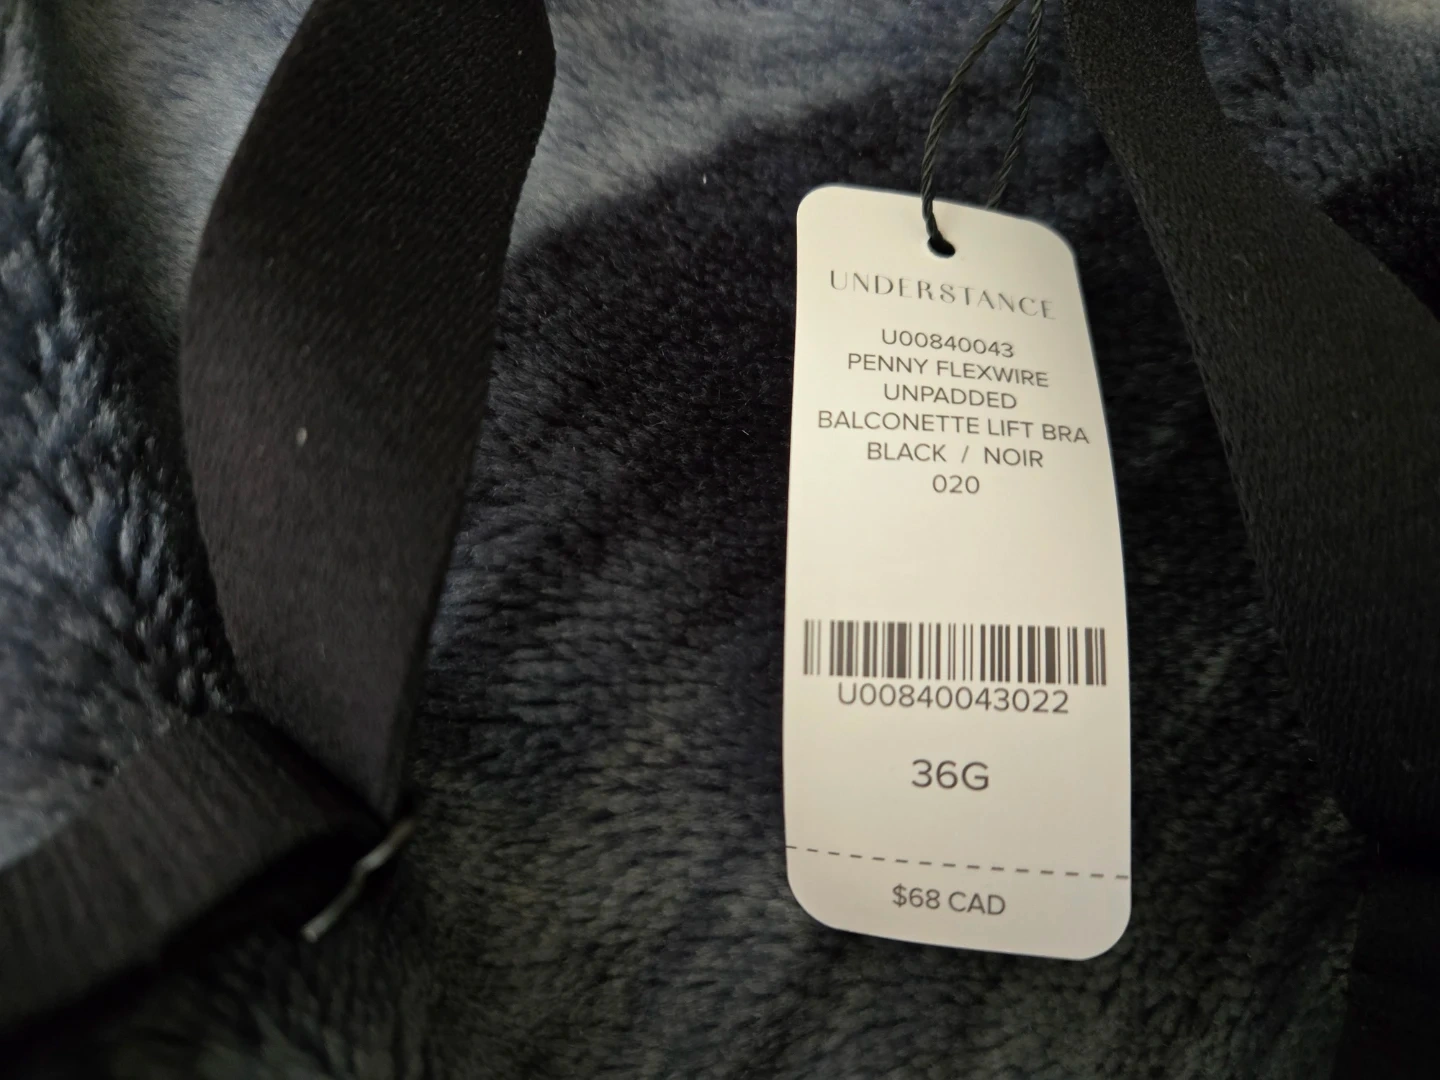 UNDERSTANCE
U00840043
PENNY FLEXWIRE
UNPADDED
BALCONETTE LIFT BRA
BLACK / NOIR
020
U00840043022
36G
$68 CAD